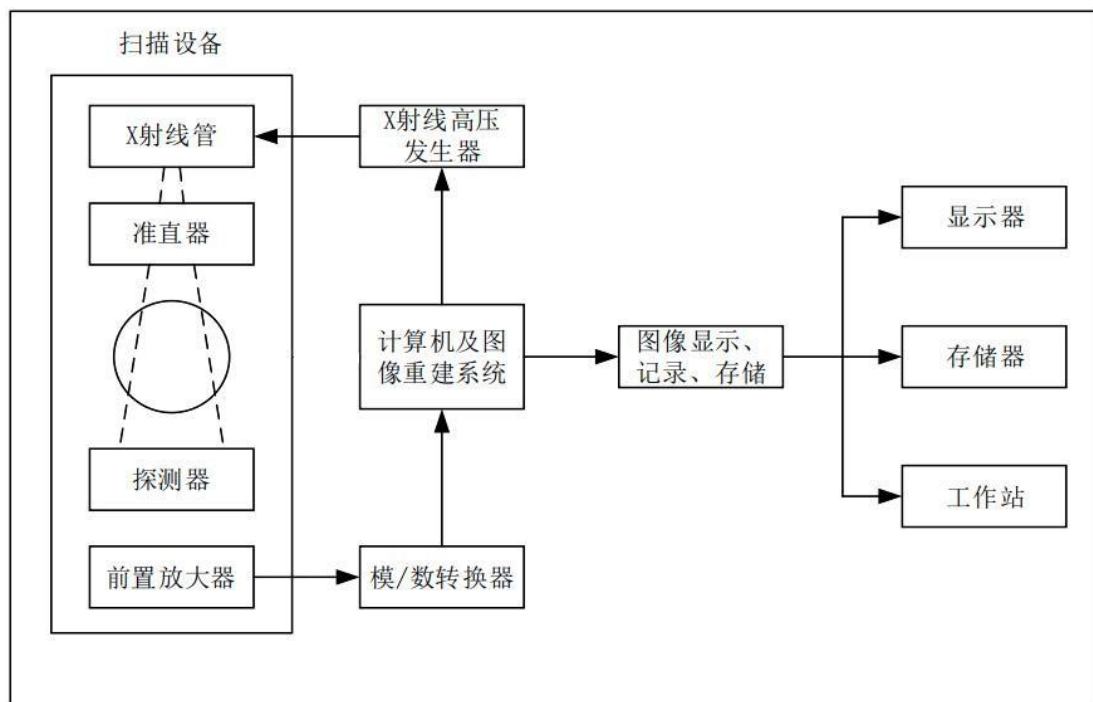 扫描设备
X射线管
准直器
探测器
前置放大器
X射线高压
发生器
计算机及图
像重建系统
模/数转换器
图像显示、
记录、存储
显示器
存储器
工作站